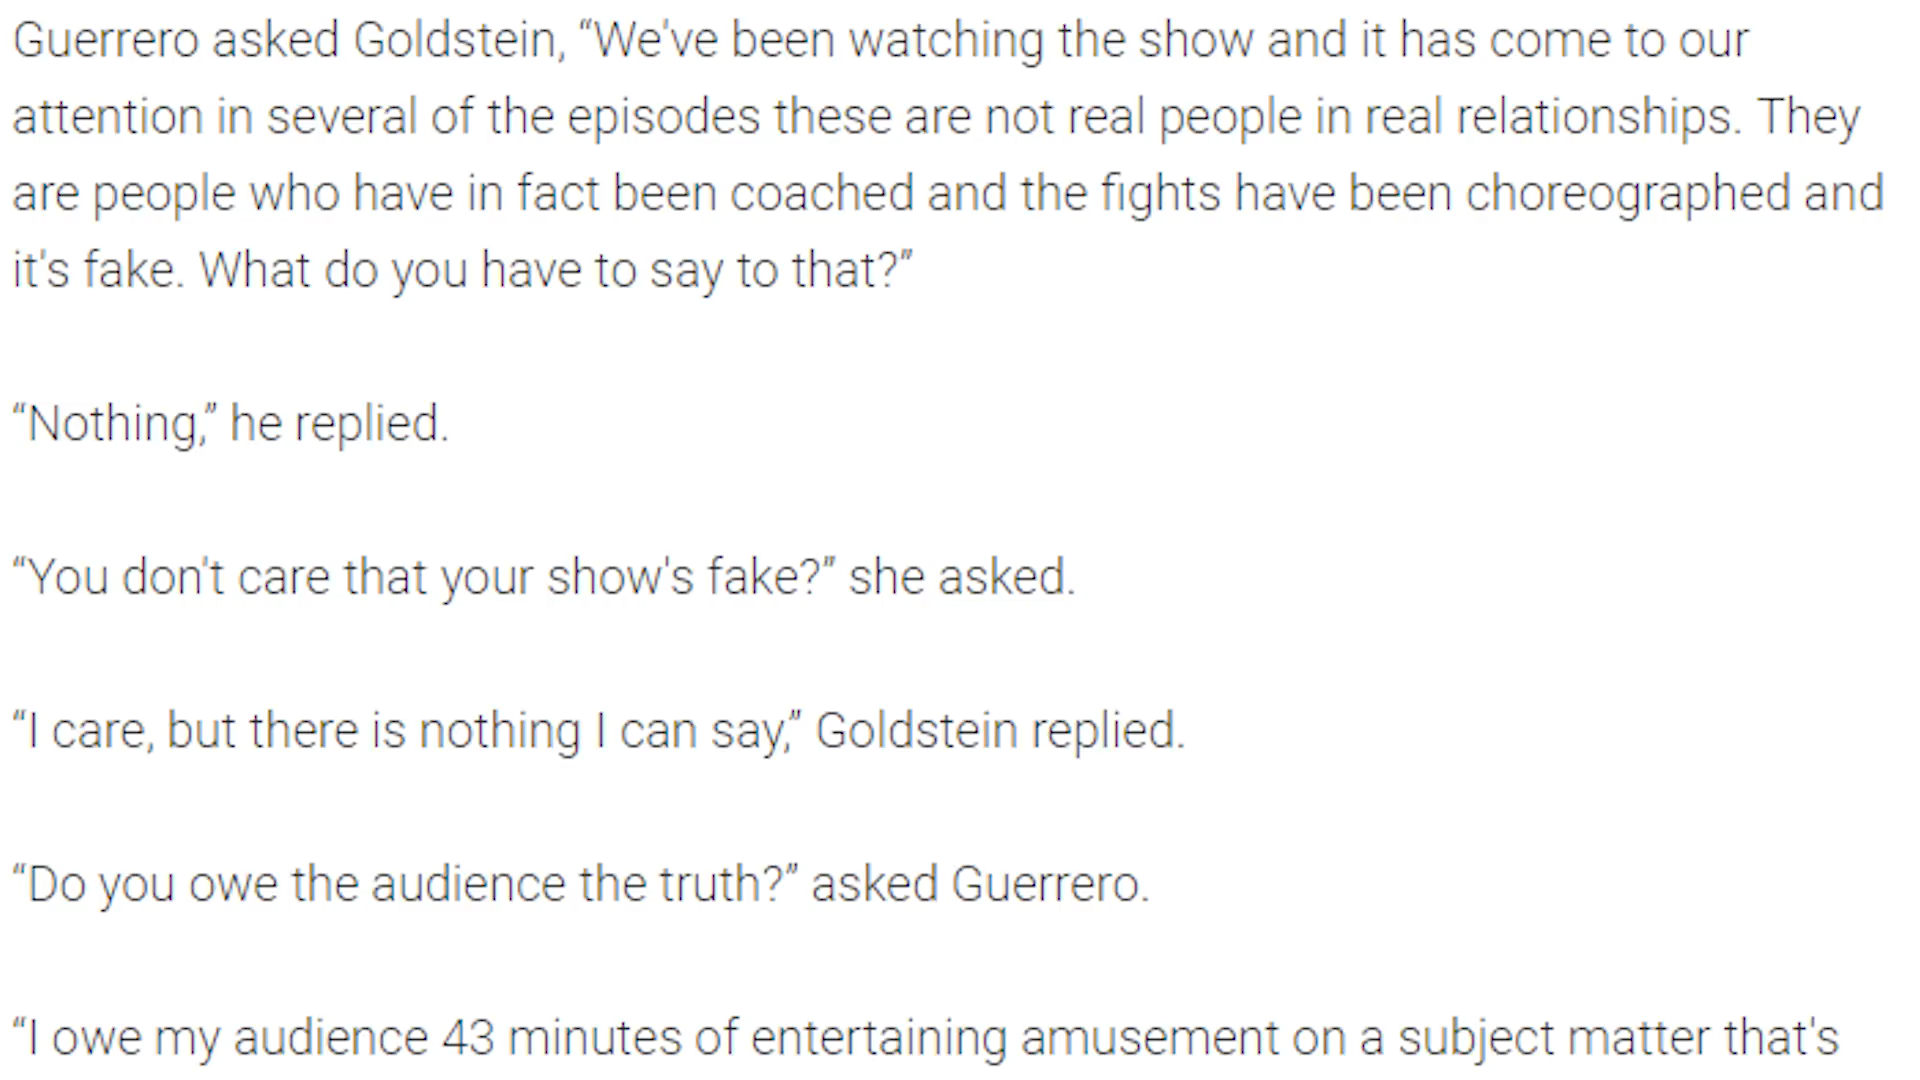 Guerrero asked Goldstein, “We've been watching the show and it has come to our
attention in several of the episodes these are not real people in real relationships. They
are people who have in fact been coached and the fights have been choreographed and
it's fake. What do you have to say to that?”
“Nothing,” he replied.
“You don't care that your show's fake?” she asked.
“I care, but there is nothing I can say,” Goldstein replied.
“Do you owe the audience the truth?” asked Guerrero.
“I owe my audience 43 minutes of entertaining amusement on a subject matter that's